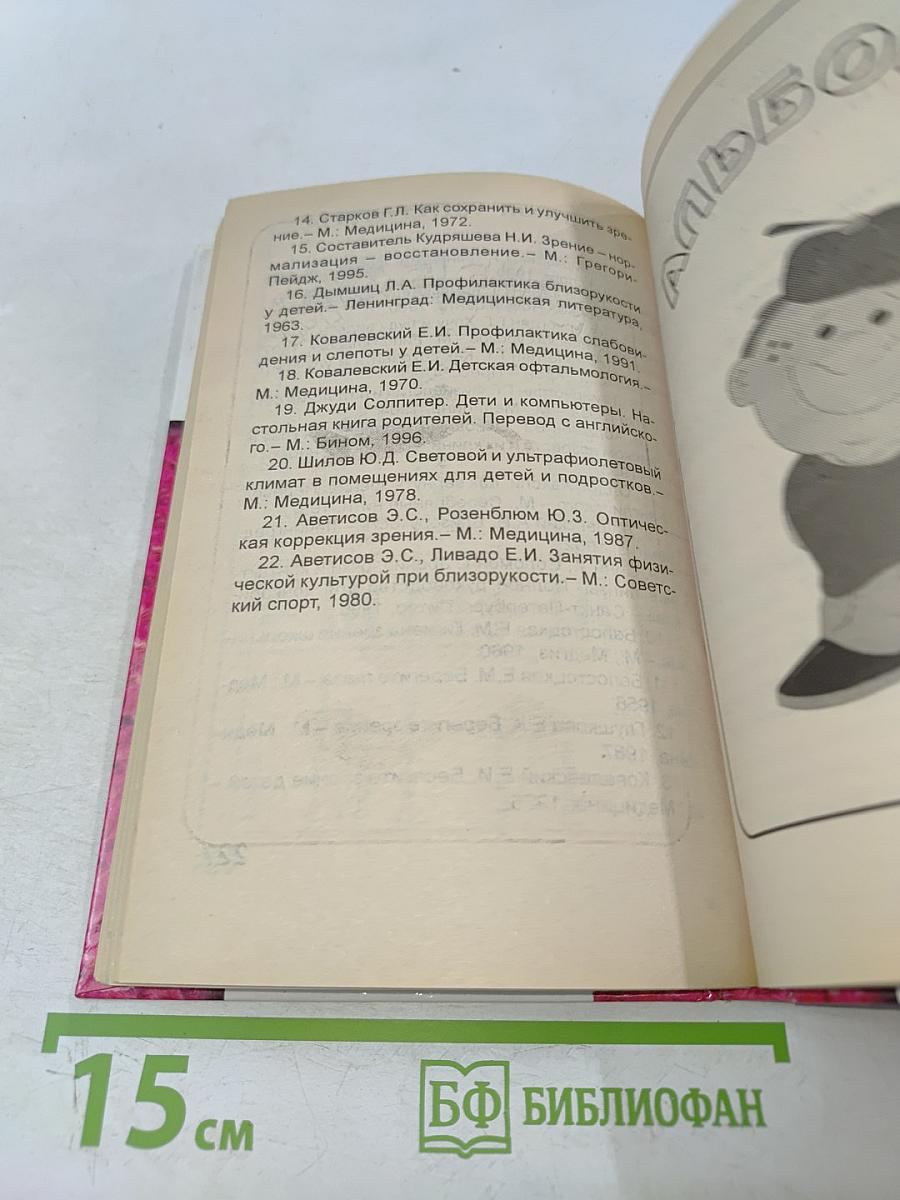 14. Старков Г.Л. Как сохранить и улучшить зре-
ние.– М.: Медицина, 1972.
15. Составитель Кудряшева Н.И. Зрение – нор-
мализация – восстановление.– М.: Грегори-
Пейдж, 1995.
16. Дымшиц Л.А. Профилактика близорукости
у детей.– Ленинград: Медицинская литература,
1963.
17. Ковалевский Е.И. Профилактика слабови-
дения и слепоты у детей.– М.: Медицина, 1991.
18. Ковалевский Е.И. Детская офтальмология.–
М.: Медицина, 1970.
19. Джуди Солпитер. Дети и компьютеры. На-
стольная книга родителей. Перевод с английско-
го.– М.: Бином, 1996.
20. Шилов Ю.Д. Световой и ультрафиолетовый
климат в помещениях для детей и подростков.–
М.: Медицина, 1978.
21. Аветисов Э.С., Розенблюм Ю.З. Оптичес-
кая коррекция зрения.– М.: Медицина, 1987.
22. Аветисов Э.С., Ливадо Е.И. Занятия физи-
ческой культурой при близорукости.– М.: Советс-
кий спорт, 1980.
АЛЬБО
15 см
БФ БИБЛИОФАН